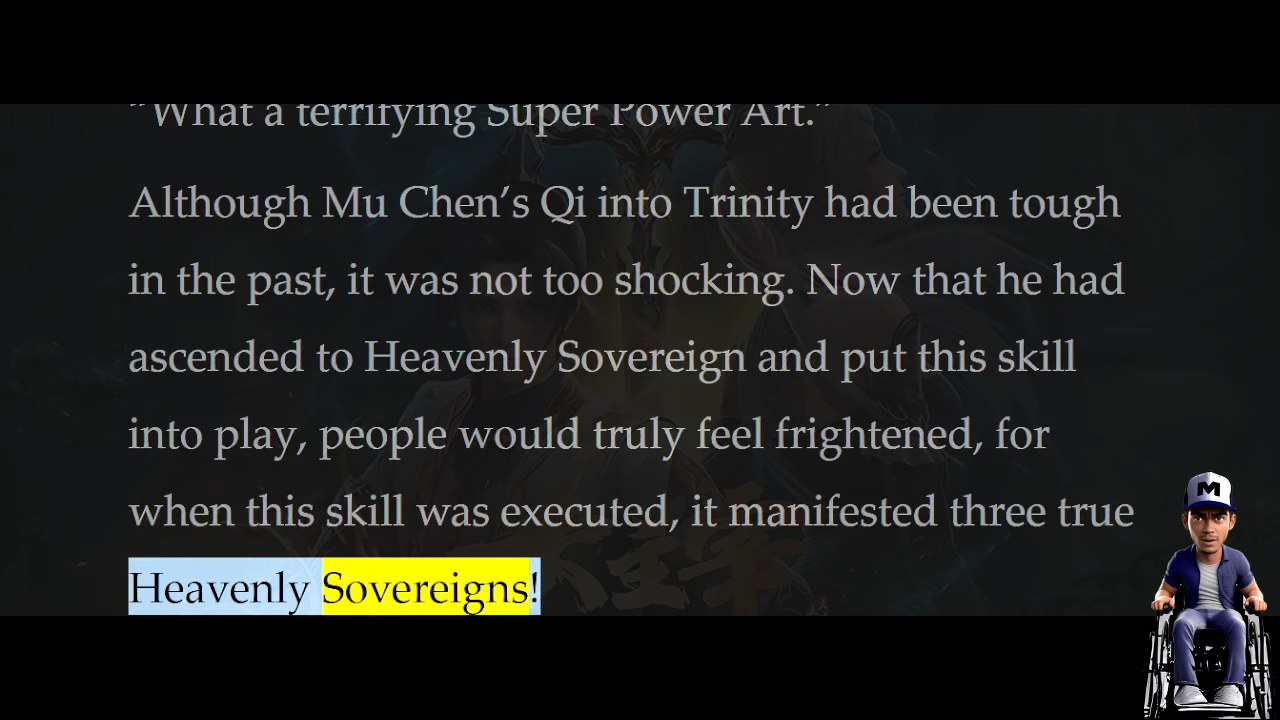 “What a terrifying Super Power Art.”
Although Mu Chen’s Qi into Trinity had been tough
in the past, it was not too shocking. Now that he had
ascended to Heavenly Sovereign and put this skill
into play, people would truly feel frightened, for
when this skill was executed, it manifested three true
Heavenly Sovereigns!
M